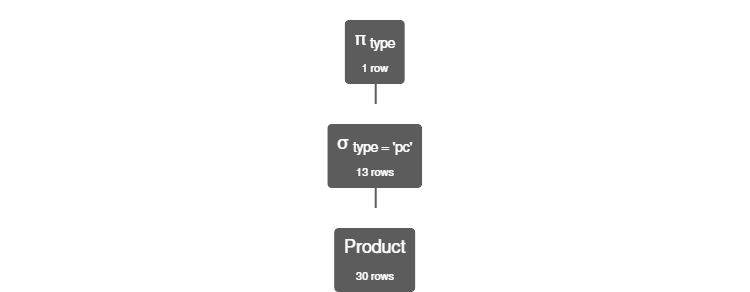 π type
1 row
σ type = 'pc'
13 rows
Product
30 rows